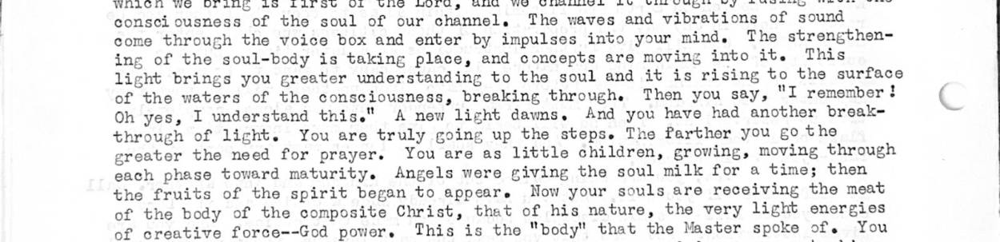 which we bring is first of the Lord, and we channel it through by fusing with the
consciousness of the soul of our channel. The waves and vibrations of sound
come through the voice box and enter by impulses into your mind. The strengthen-
ing of the soul-body is taking place, and concepts are moving into it. This
light brings you greater understanding to the soul and it is rising to the surface
of the waters of the consciousness, breaking through. Then you say, "I remember!
Oh yes, I understand this." A new light dawns. And you have had another break-
through of light. You are truly going up the steps. The farther you go the
greater the need for prayer. You are as little children, growing, moving through
each phase toward maturity. Angels were giving the soul milk for a time; then
the fruits of the spirit began to appear. Now your souls are receiving the meat
of the body of the composite Christ, that of his nature, the very light energies
of creative force--God power. This is the "body" that the Master spoke of. You